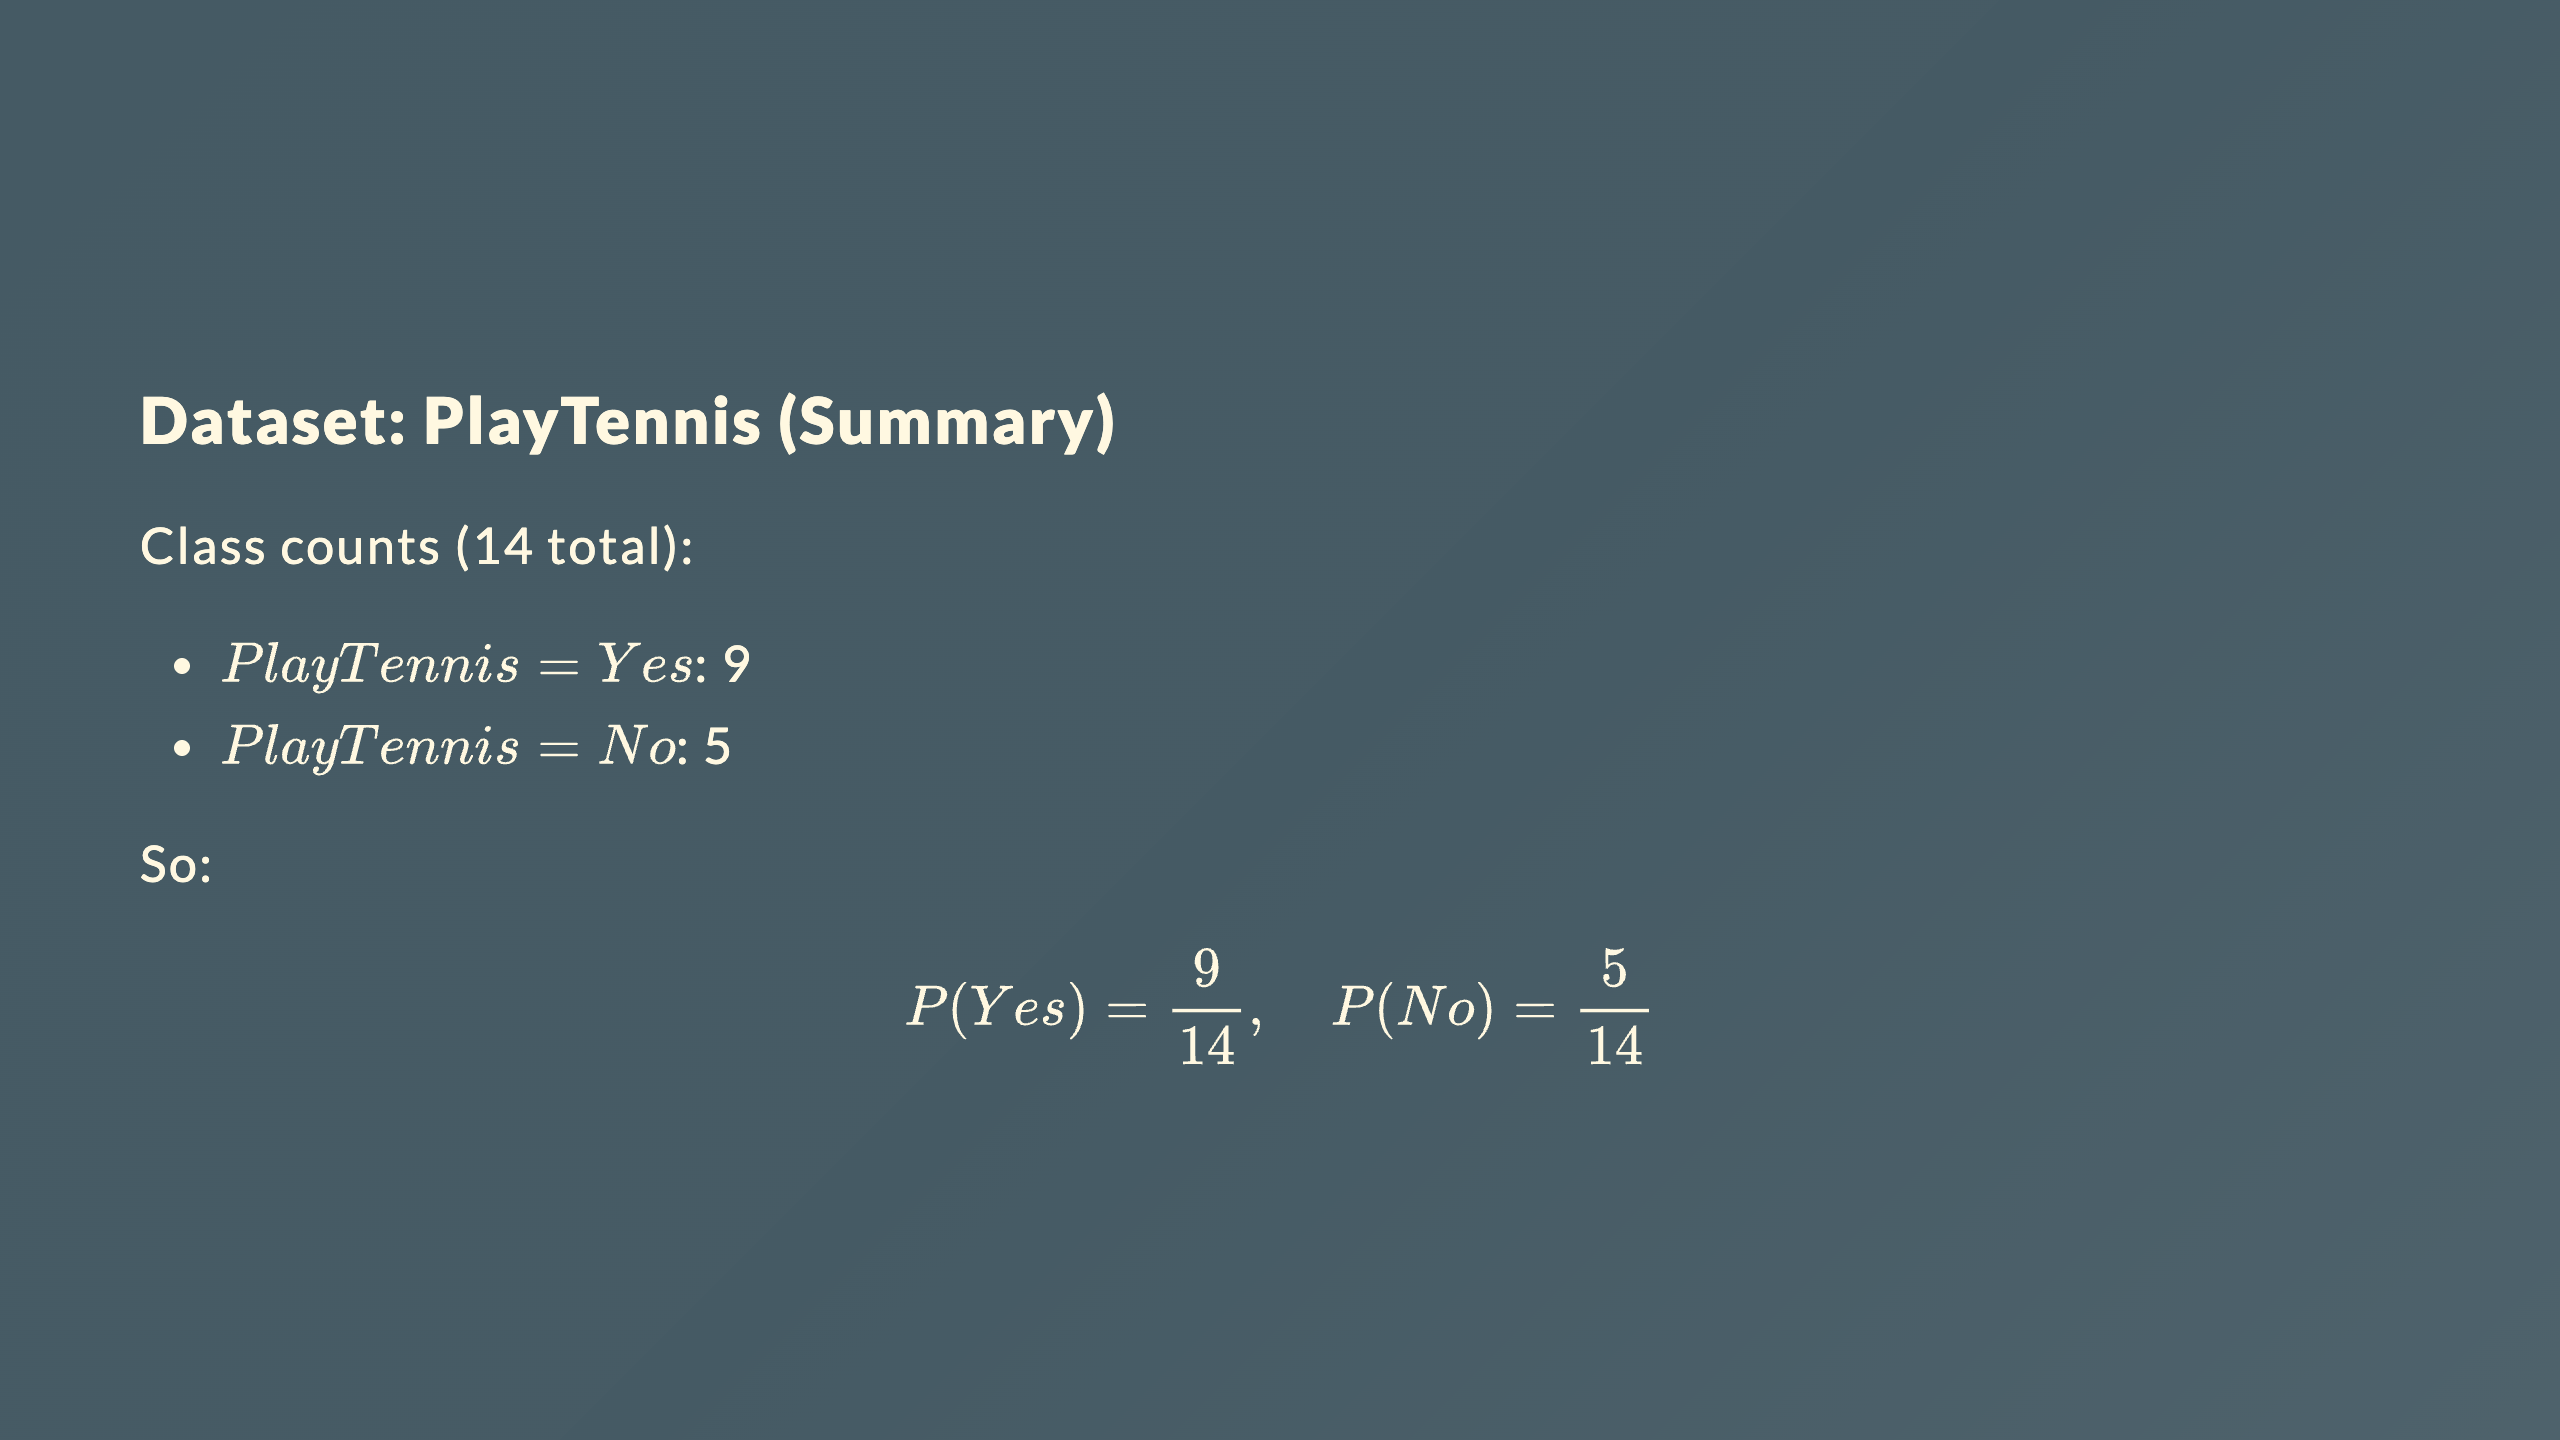 Dataset: PlayTennis (Summary)
Class counts (14 total):
• PlayTennis = Yes: 9
• PlayTennis = No: 5
So:
P(Yes) = 9/14, P(No) = 5/14